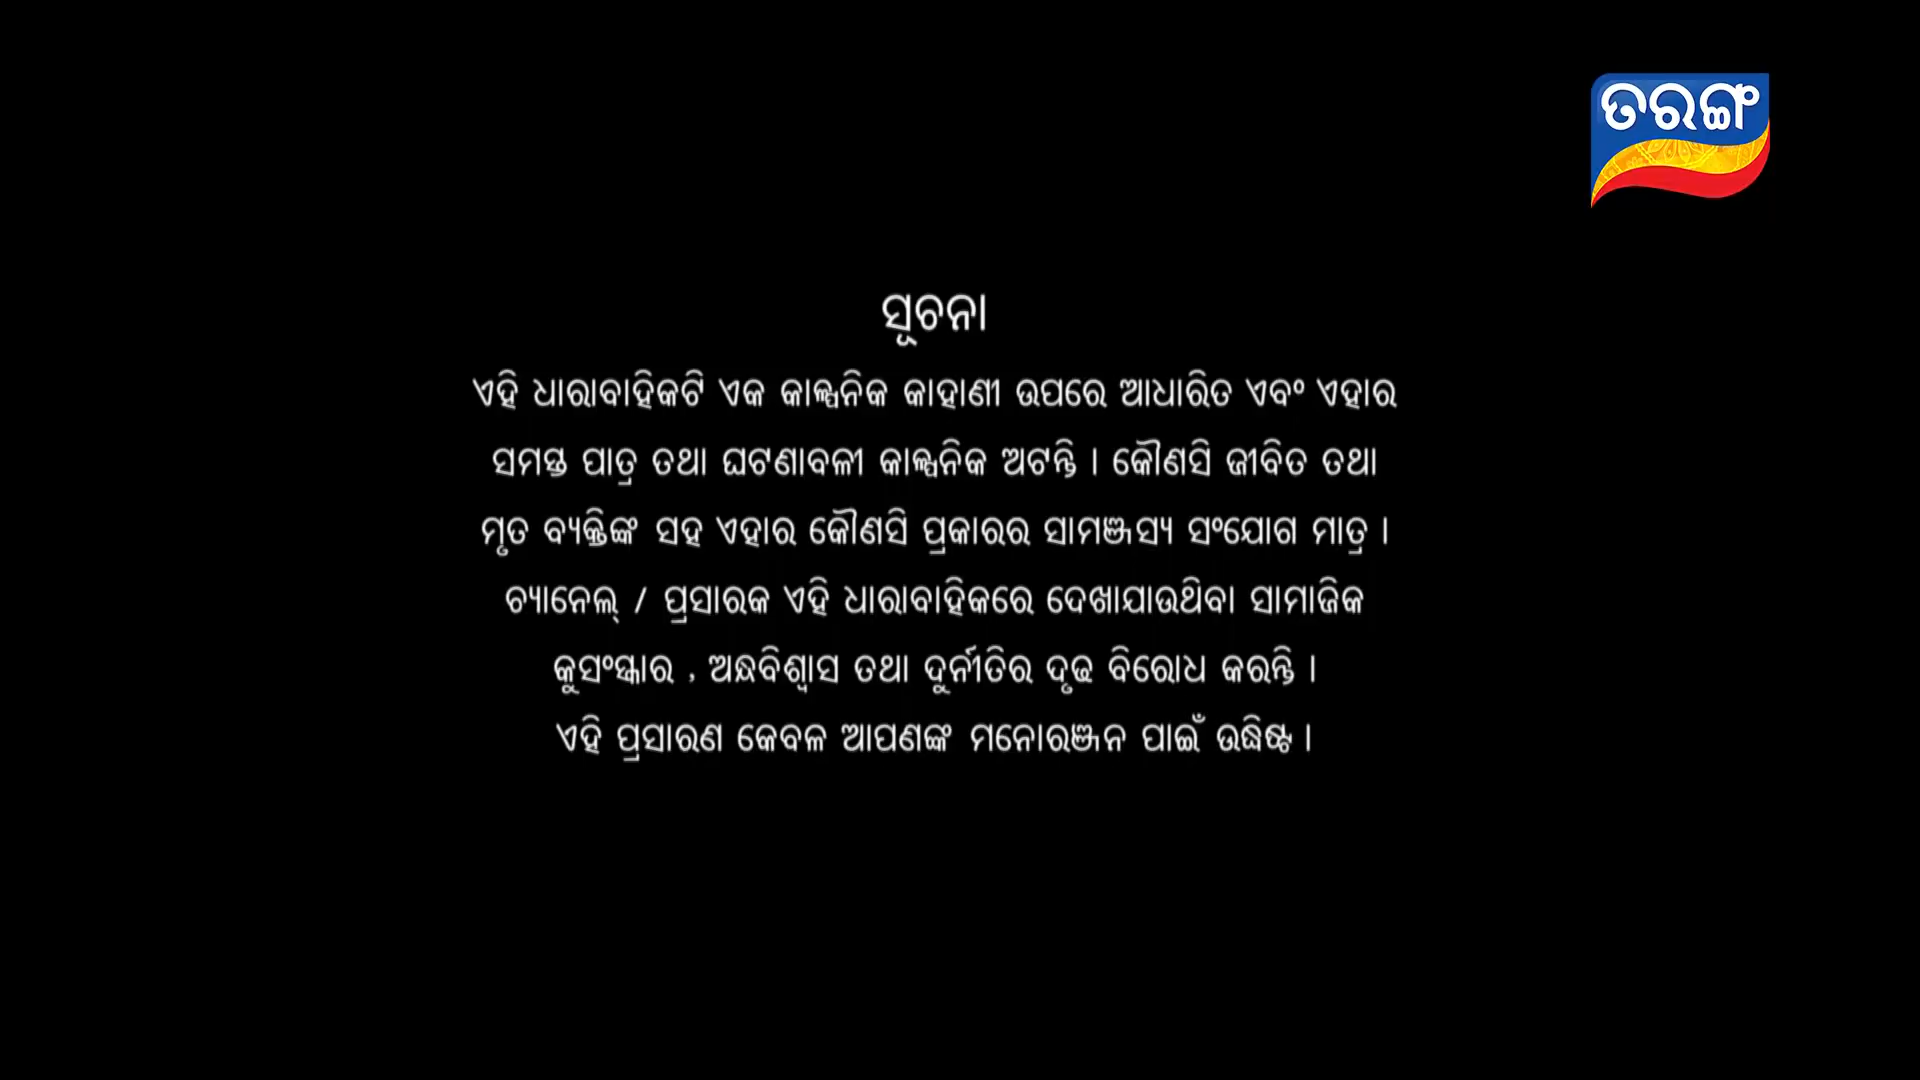 ତରଙ୍ଗ
ସୂଚନା
ଏହି ଧାରାବାହିକଟି ଏକ କାଳ୍ପନିକ କାହାଣୀ ଉପରେ ଆଧାରିତ ଏବଂ ଏହାର
ସମସ୍ତ ପାତ୍ର ତଥା ଘଟଣାବଳୀ କାଳ୍ପନିକ ଅଟନ୍ତି । କୌଣସି ଜୀବିତ ତଥା
ମୃତ ବ୍ୟକ୍ତିଙ୍କ ସହ ଏହାର କୌଣସି ପ୍ରକାରର ସାମଞ୍ଜସ୍ୟ ସଂଯୋଗ ମାତ୍ର ।
ଚ୍ୟାନେଲ୍ / ପ୍ରସାରକ ଏହି ଧାରାବାହିକରେ ଦେଖାଯାଉଥିବା ସାମାଜିକ
କୁସଂସ୍କାର , ଅନ୍ଧବିଶ୍ୱାସ ତଥା ଦୁର୍ନୀତିର ଦୃଢ ବିରୋଧ କରନ୍ତି ।
ଏହି ପ୍ରସାରଣ କେବଳ ଆପଣଙ୍କ ମନୋରଞ୍ଜନ ପାଇଁ ଉଦ୍ଧିଷ୍ଟ ।